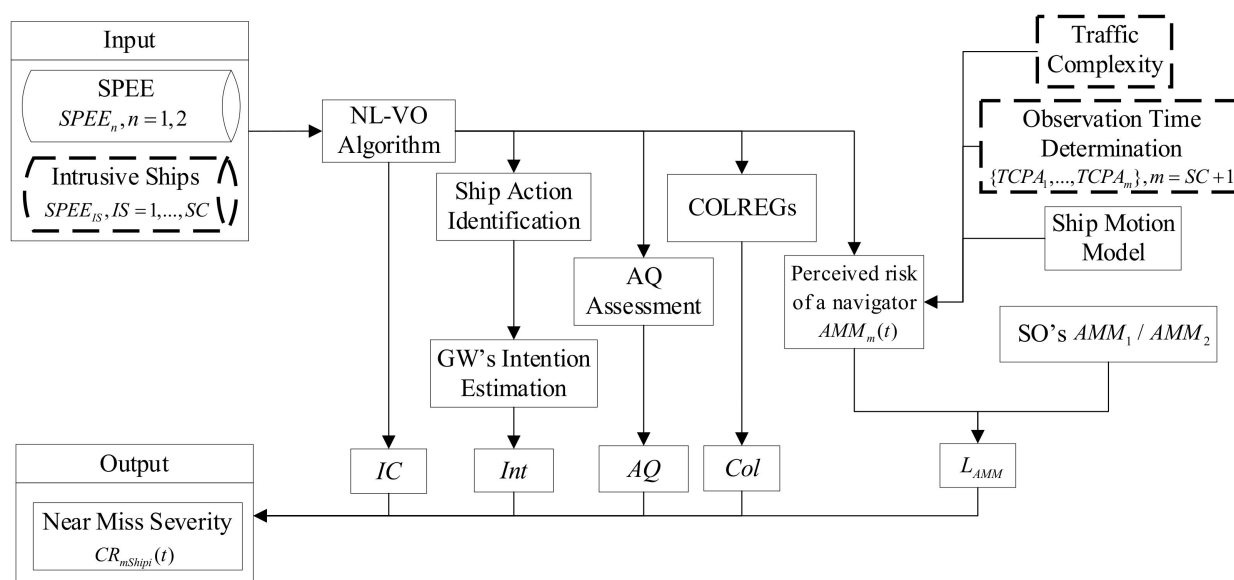 Input
SPEE
SPEE_n, n = 1, 2
Intrusive Ships
SPEE_IS, IS = 1,..., SC
NL-VO
Algorithm
Ship Action
Identification
GW's Intention
Estimation
AQ
Assessment
COLREGs
Perceived risk
of a navigator
AMM_m(t)
Traffic
Complexity
Observation Time
Determination
{TCPA_1,...,TCPA_m}, m = SC + 1
Ship Motion
Model
SO's AMM_1 / AMM_2
IC
Int
AQ
Col
L_AMM
Output
Near Miss Severity
CR_mShipi(t)